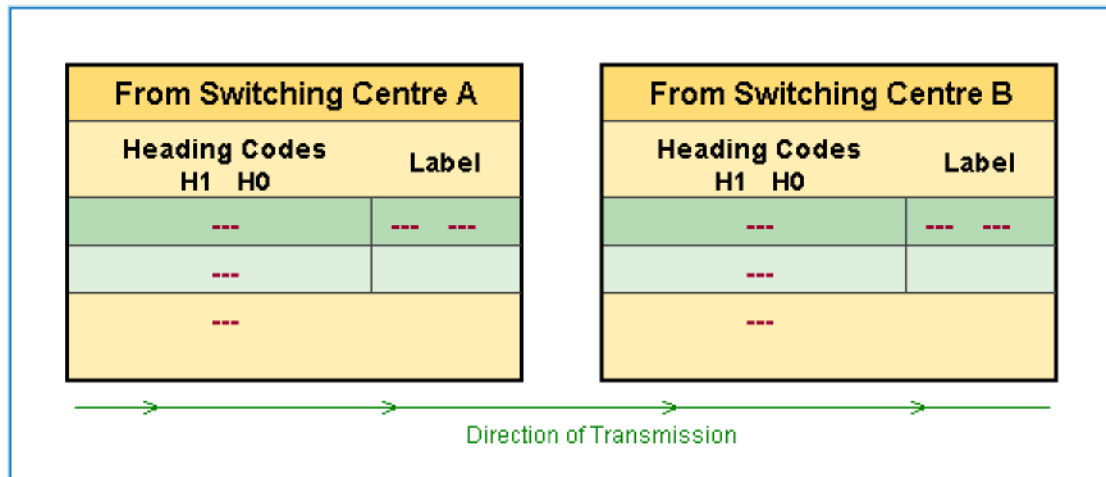 From Switching Centre A
Heading Codes
H1 H0
Label
---
--- ---
---
---
From Switching Centre B
Heading Codes
H1 H0
Label
---
--- ---
---
---
Direction of Transmission